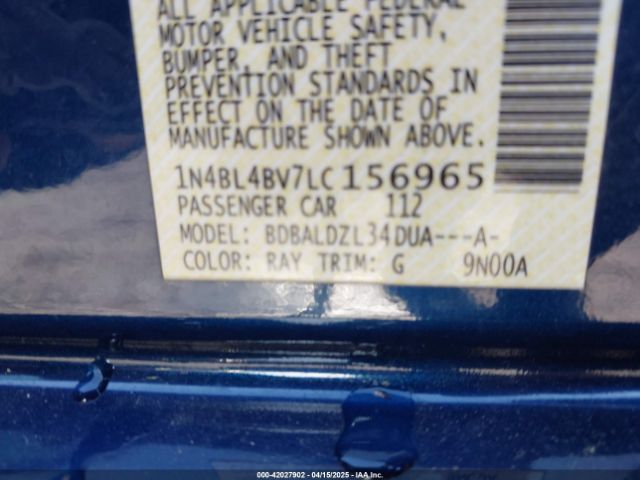 ALL APPLICABLE FEDERAL
MOTOR VEHICLE SAFETY,
BUMPER, AND THEFT
PREVENTION STANDARDS IN
EFFECT ON THE DATE OF
MANUFACTURE SHOWN ABOVE.
1N4BL4BV7LC156965
PASSENGER CAR 112
MODEL: BDBALDZL34DUA---A-
COLOR: RAY TRIM: G 9N00A
000-42027902 - 04/15/2025 - IAA Inc.